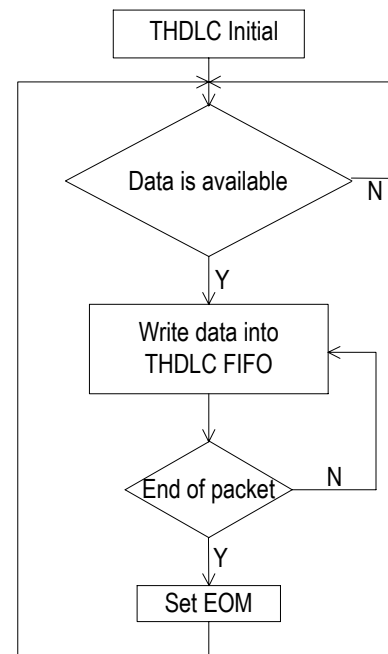 THDLC Initial
Data is available
N
Y
Write data into
THDLC FIFO
End of packet
N
Y
Set EOM